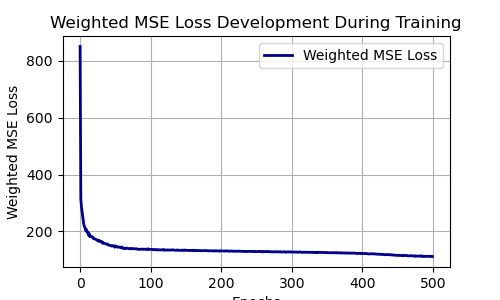 Weighted MSE Loss Development During Training
Weighted MSE Loss
Weighted MSE Loss
800
600
400
200
0 100 200 300 400 500
Epochs